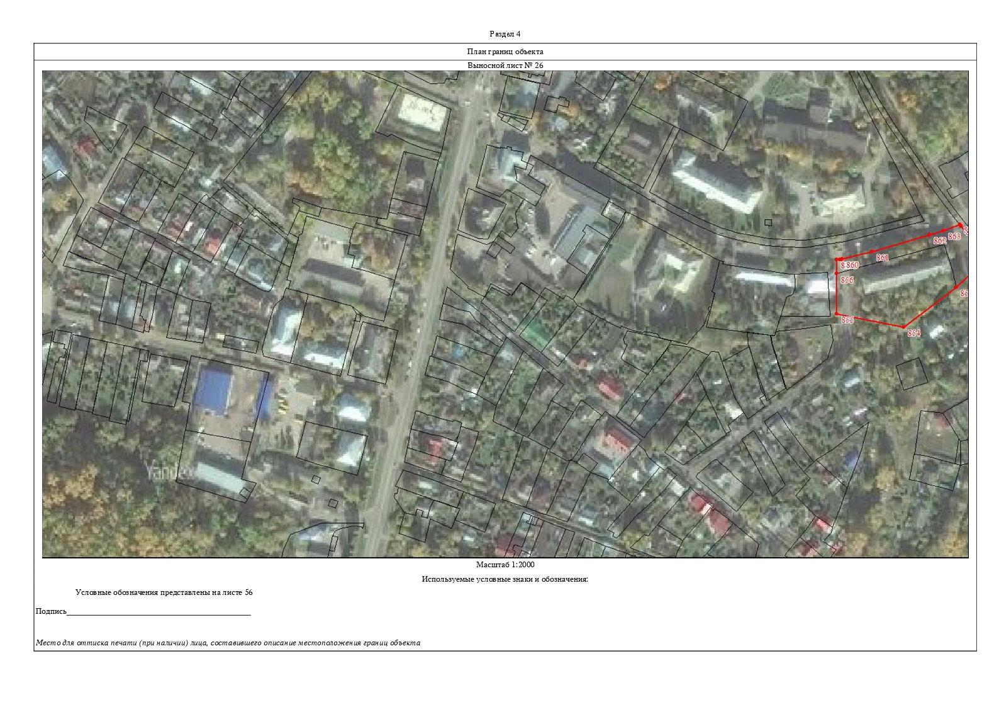 Раздел 4
План границ объекта
Выносной лист № 26
862 863
861
860
856
855
854
Yandex
Масштаб 1:2000
Используемые условные знаки и обозначения:
Условные обозначения представлены на листе 56
Подпись
Место для оттиска печати (при наличии) лица, составившего описание местоположения границ объекта